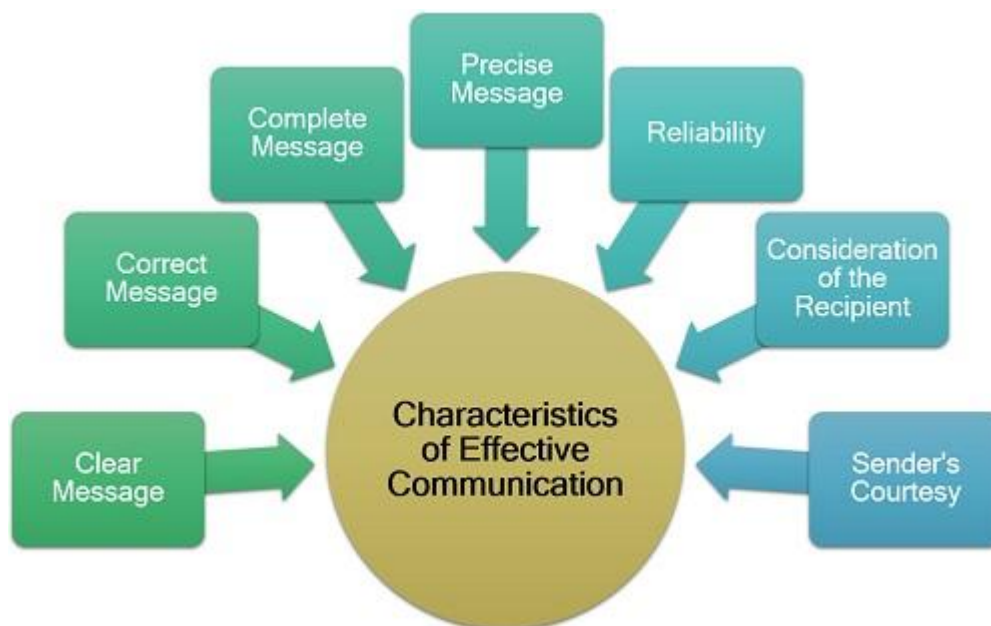 Clear
Message
Correct
Message
Complete
Message
Precise
Message
Reliability
Consideration
of the
Recipient
Sender's
Courtesy
Characteristics
of Effective
Communication